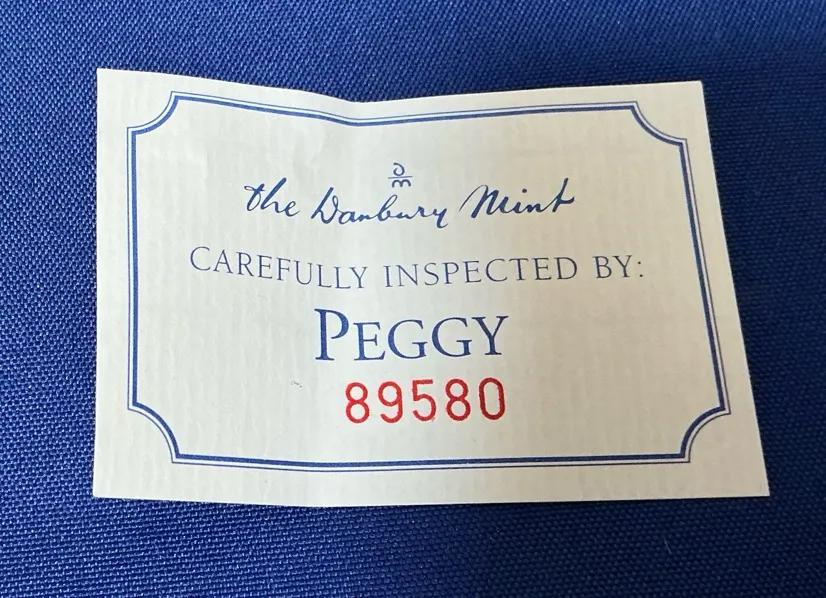 the Danbury Mint
CAREFULLY INSPECTED BY:
PEGGY
89580